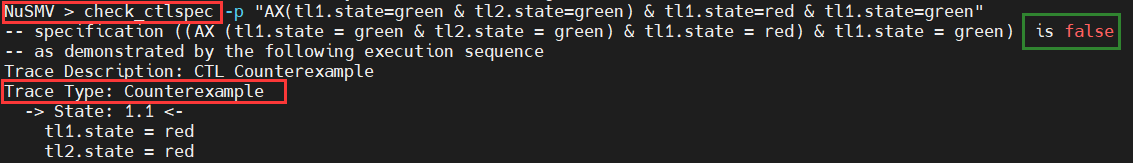 NuSMV > check_ctlspec -p "AX(tl1.state=green & tl2.state=green) & tl1.state=red & tl1.state=green"
-- specification ((AX (tl1.state = green & tl2.state = green) & tl1.state = red) & tl1.state = green)  is false
-- as demonstrated by the following execution sequence
Trace Description: CTL Counterexample
Trace Type: Counterexample
-> State: 1.1 <-
tl1.state = red
tl2.state = red